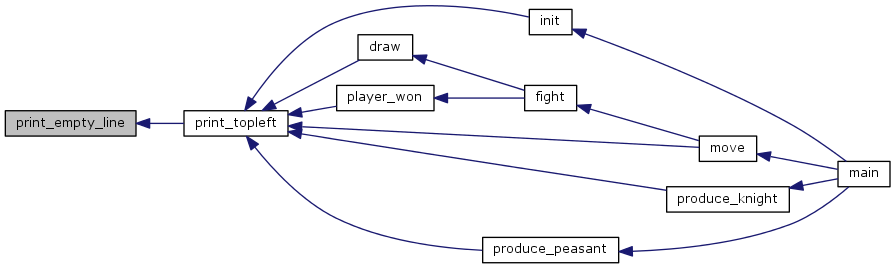 init
draw
player_won
fight
print_empty_line
print_topleft
move
main
produce_knight
produce_peasant